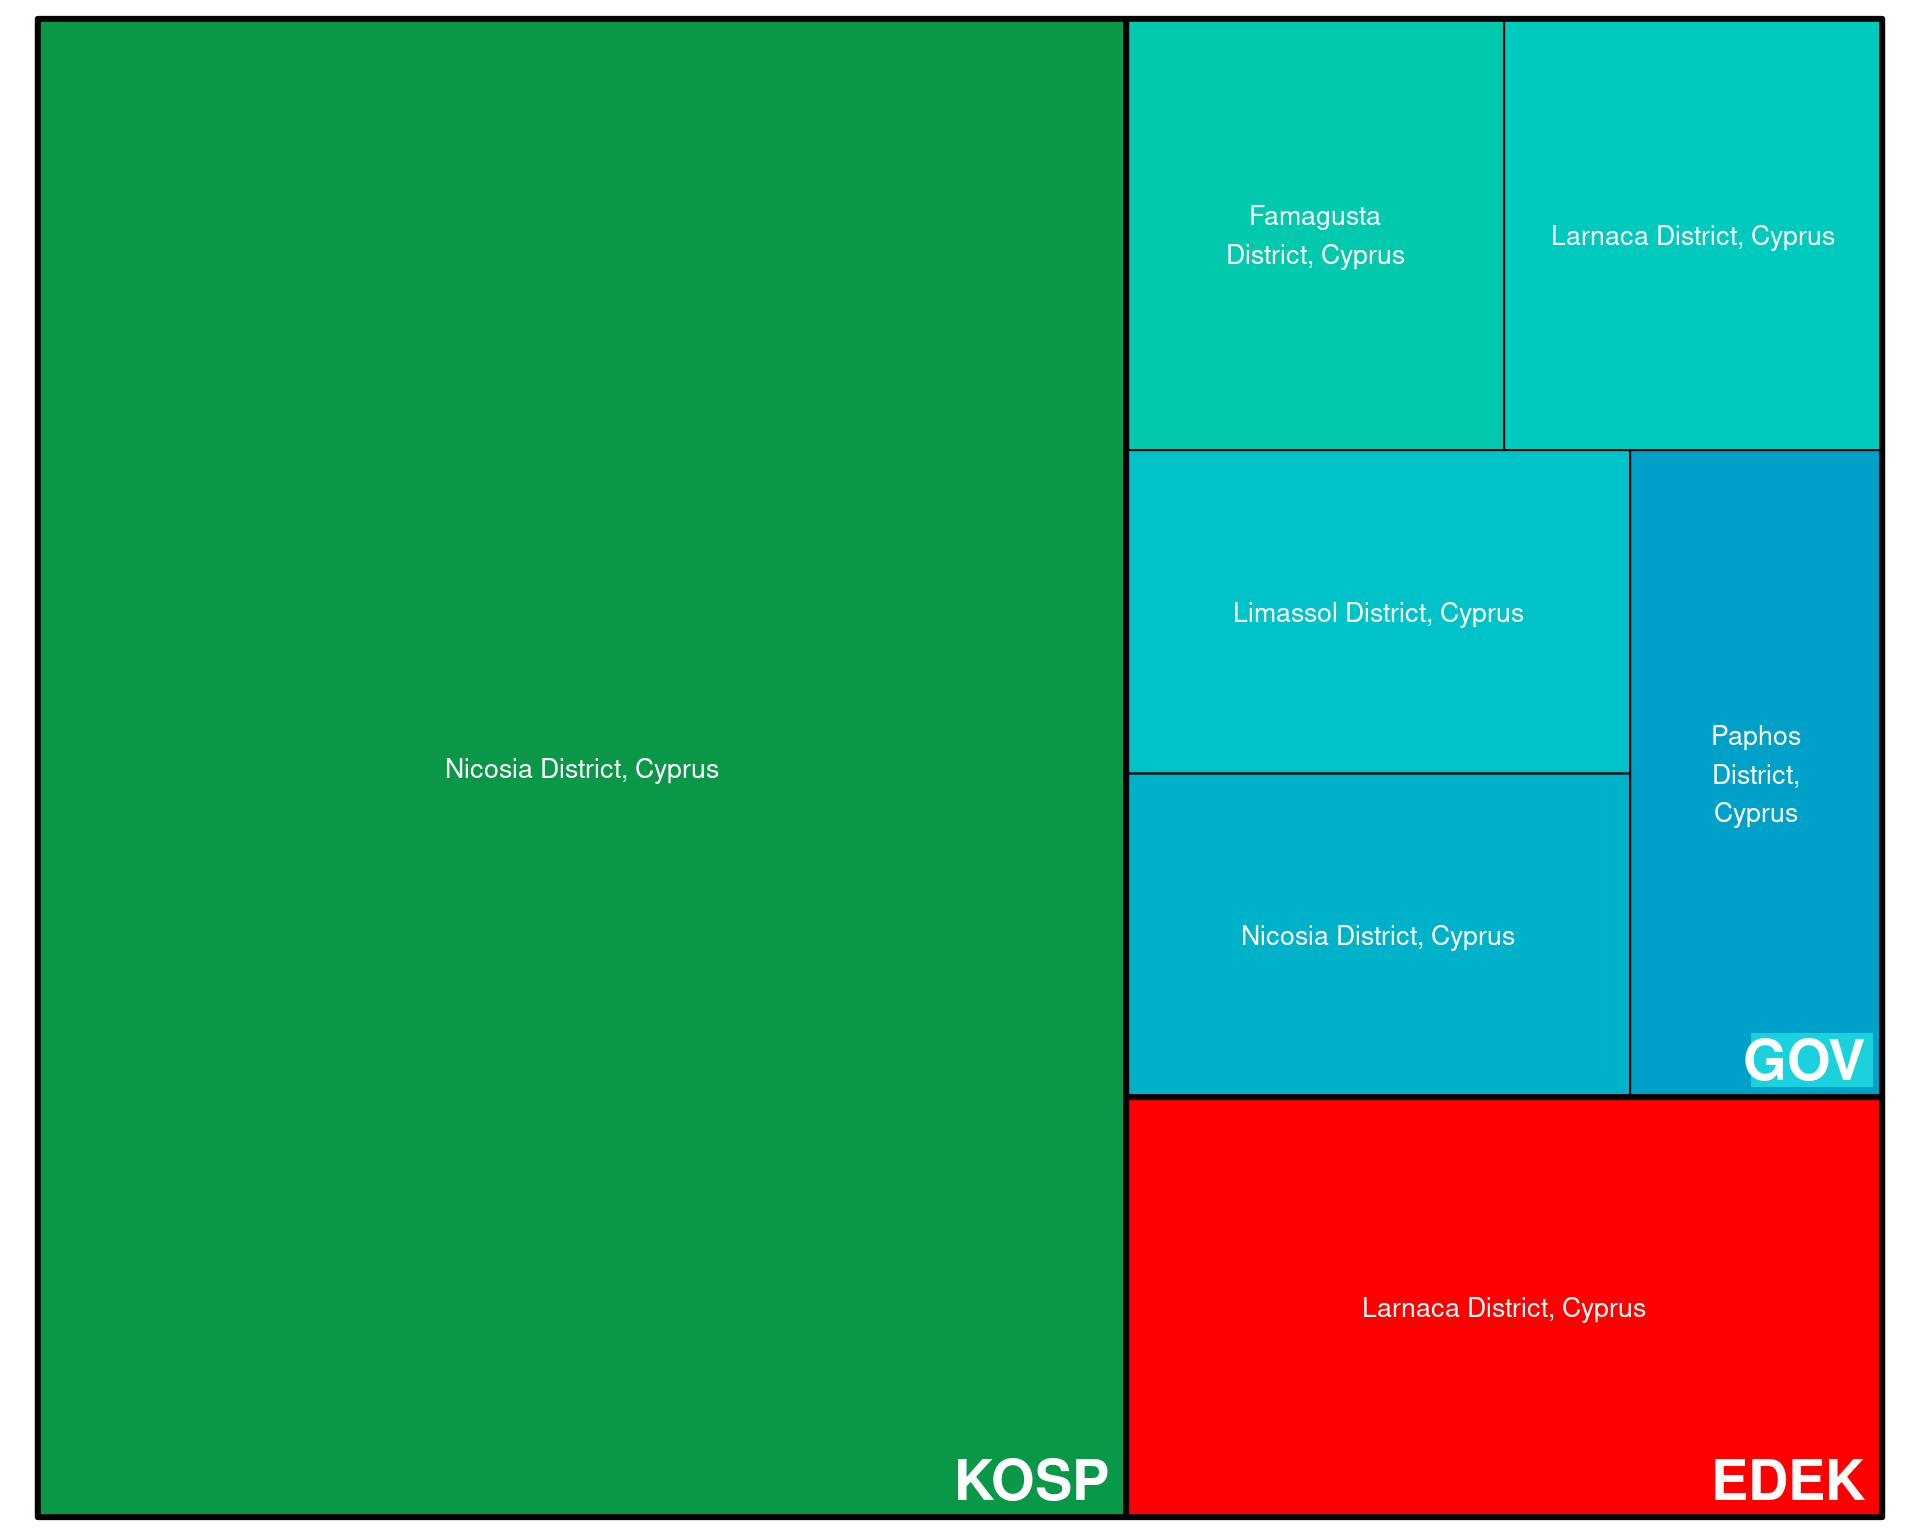 Nicosia District, Cyprus
KOSP
Famagusta
District, Cyprus
Larnaca District, Cyprus
Limassol District, Cyprus
Nicosia District, Cyprus
Paphos
District,
Cyprus
GOV
Larnaca District, Cyprus
EDEK